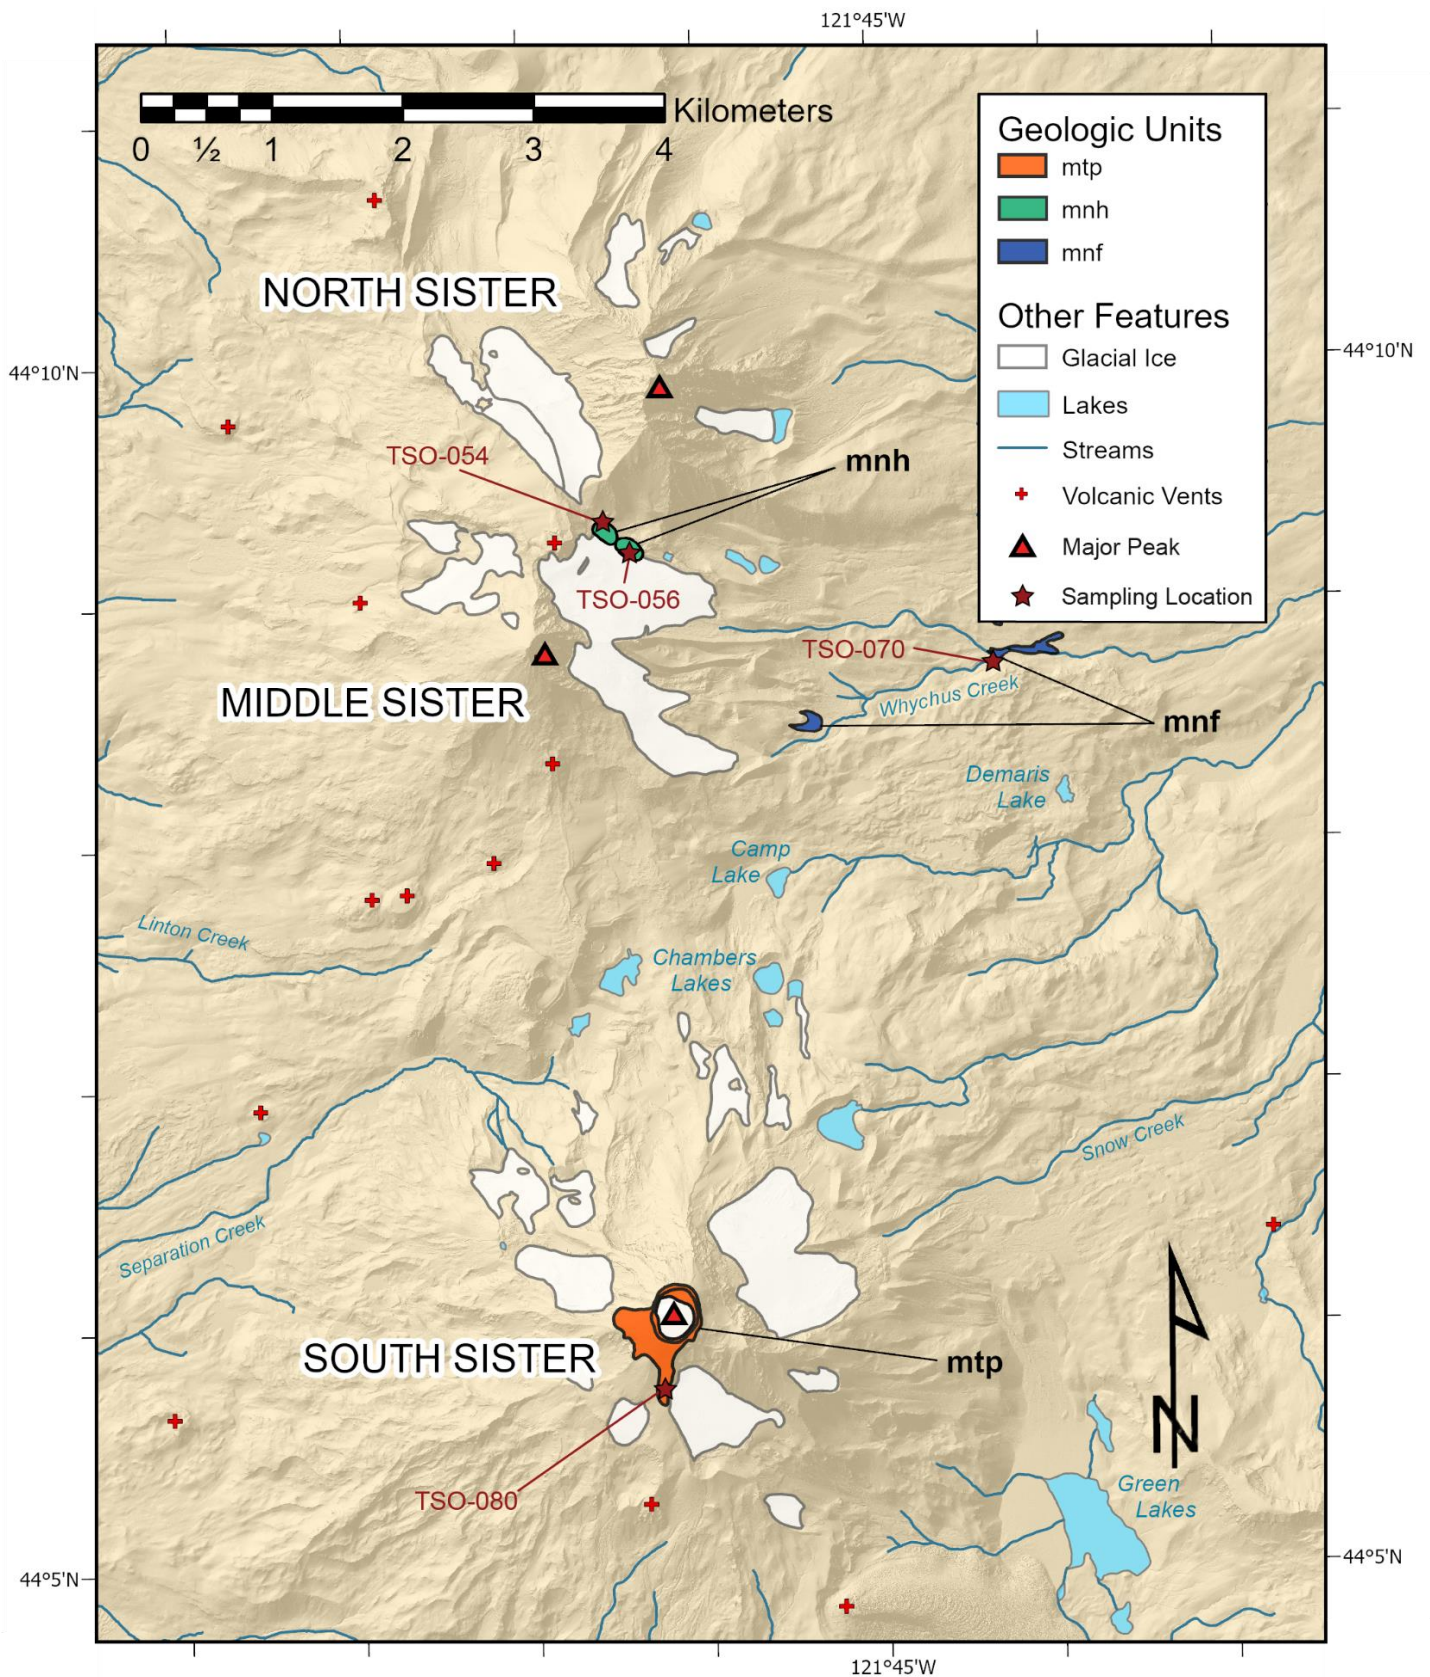 121°45'W
Kilometers
0 ½ 1 2 3 4
Geologic Units
mtp
mnh
mnf
Other Features
Glacial Ice
Lakes
Streams
Volcanic Vents
Major Peak
Sampling Location
NORTH SISTER
44°10'N
44°10'N
TSO-054
mnh
TSO-056
TSO-070
Whychus Creek
MIDDLE SISTER
mnf
Demaris
Lake
Camp
Lake
Linton Creek
Chambers
Lakes
Snow Creek
Separation Creek
SOUTH SISTER
mtp
N
TSO-080
Green
Lakes
44°5'N
44°5'N
121°45'W